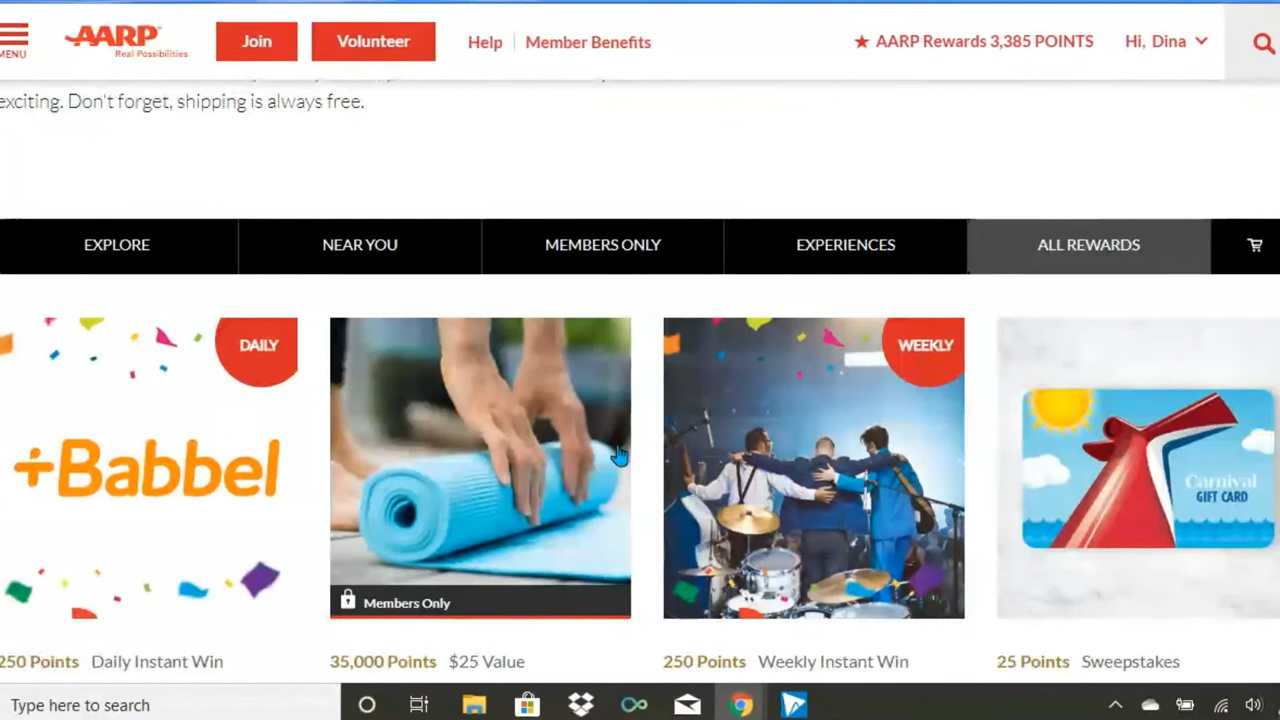 MENU
AARP
Real Possibilities
Join
Volunteer
Help
Member Benefits
★ AARP Rewards 3,385 POINTS
Hi, Dina
exciting. Don't forget, shipping is always free.
EXPLORE
NEAR YOU
MEMBERS ONLY
EXPERIENCES
ALL REWARDS
DAILY
+Babbel
Members Only
WEEKLY
Carnival
GIFT CARD
250 Points Daily Instant Win
35,000 Points $25 Value
250 Points Weekly Instant Win
25 Points Sweepstakes
Type here to search